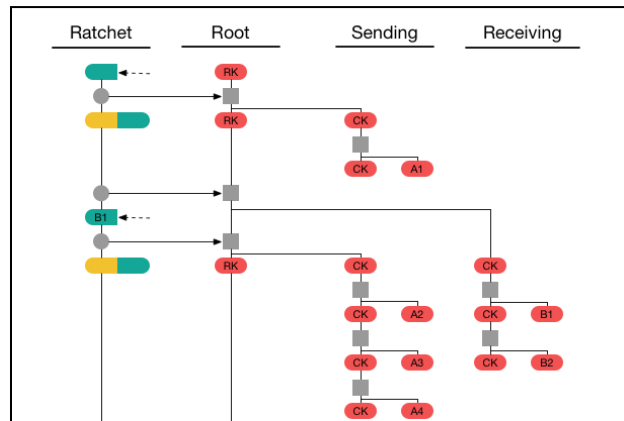 Ratchet Root Sending Receiving
RK
RK CK
CK A1
B1
RK CK CK
CK A2 CK B1
CK A3 CK B2
CK A4